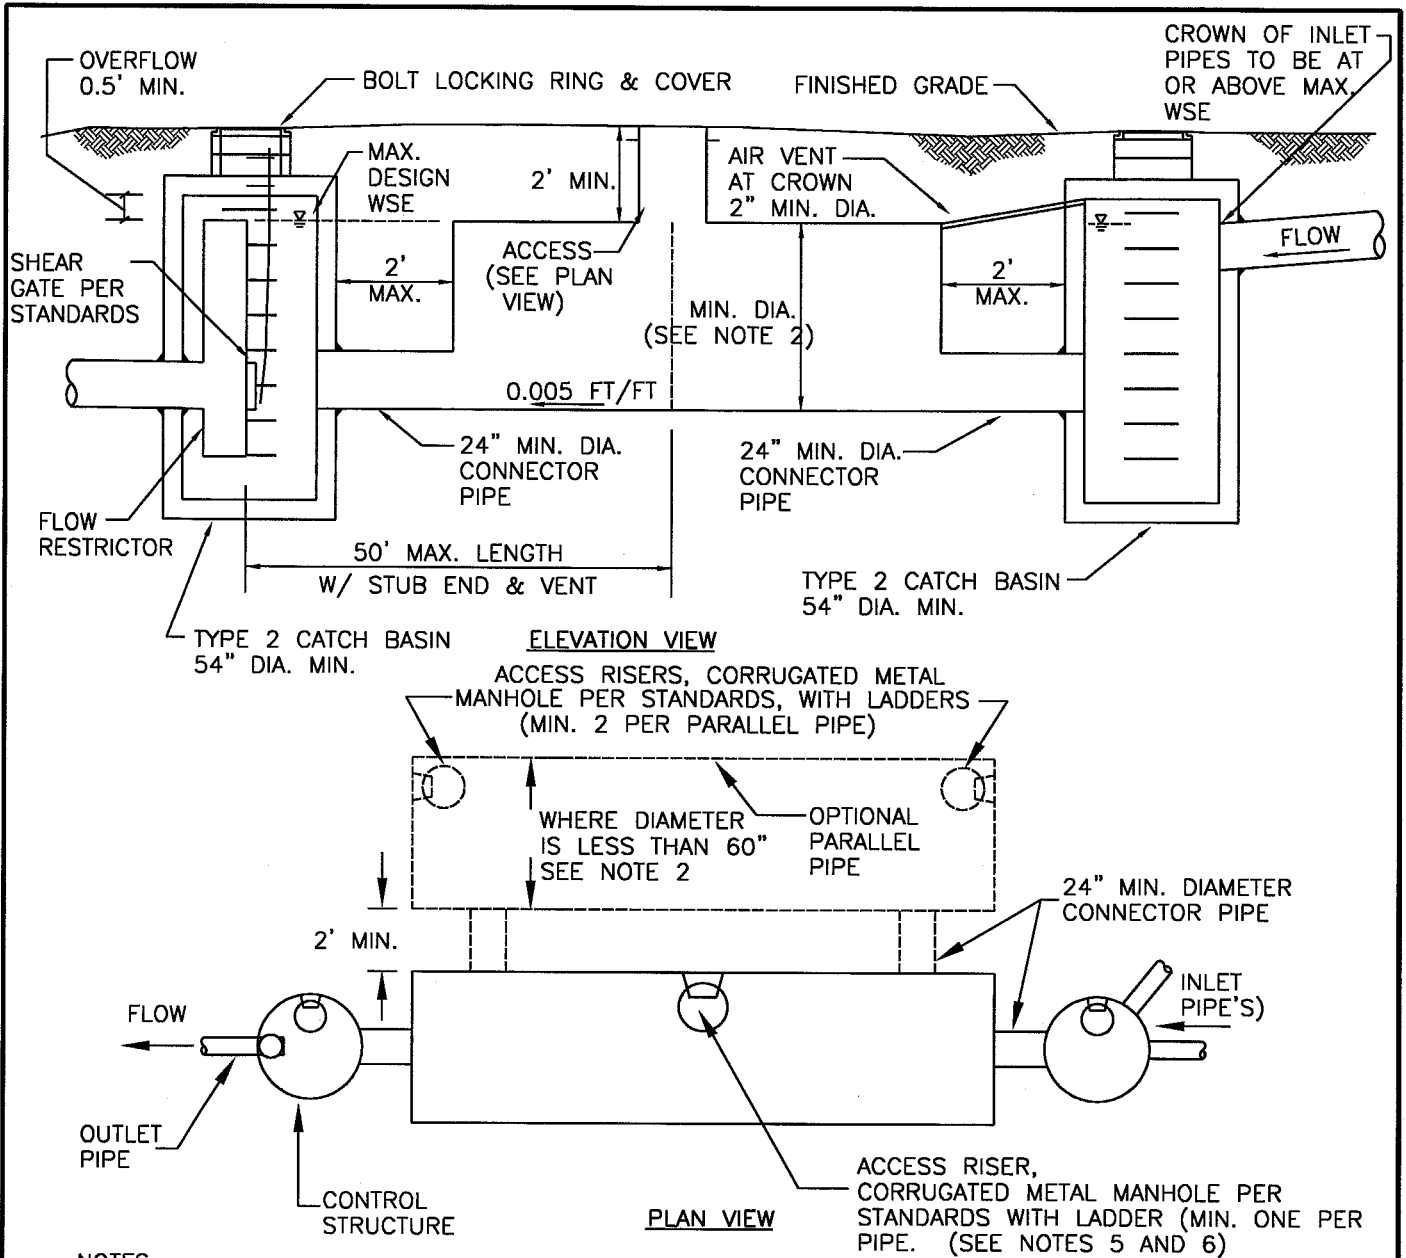 OVERFLOW
0.5' MIN.
BOLT LOCKING RING & COVER
FINISHED GRADE
CROWN OF INLET
PIPES TO BE AT
OR ABOVE MAX.
WSE
MAX.
DESIGN
WSE
2' MIN.
AIR VENT
AT CROWN
2" MIN. DIA.
FLOW
SHEAR
GATE PER
STANDARDS
2'
MAX.
ACCESS
(SEE PLAN
VIEW)
MIN. DIA.
(SEE NOTE 2)
2'
MAX.
0.005 FT/FT
24" MIN. DIA.
CONNECTOR
PIPE
24" MIN. DIA.
CONNECTOR
PIPE
FLOW
RESTRICTOR
50' MAX. LENGTH
W/ STUB END & VENT
TYPE 2 CATCH BASIN
54" DIA. MIN.
TYPE 2 CATCH BASIN
54" DIA. MIN.
ELEVATION VIEW
ACCESS RISERS, CORRUGATED METAL
MANHOLE PER STANDARDS, WITH LADDERS
(MIN. 2 PER PARALLEL PIPE)
WHERE DIAMETER
IS LESS THAN 60"
SEE NOTE 2
OPTIONAL
PARALLEL
PIPE
24" MIN. DIAMETER
CONNECTOR PIPE
2' MIN.
FLOW
INLET
PIPE'S)
OUTLET
PIPE
CONTROL
STRUCTURE
PLAN VIEW
ACCESS RISER,
CORRUGATED METAL MANHOLE PER
STANDARDS WITH LADDER (MIN. ONE PER
PIPE. (SEE NOTES 5 AND 6)
NOTES